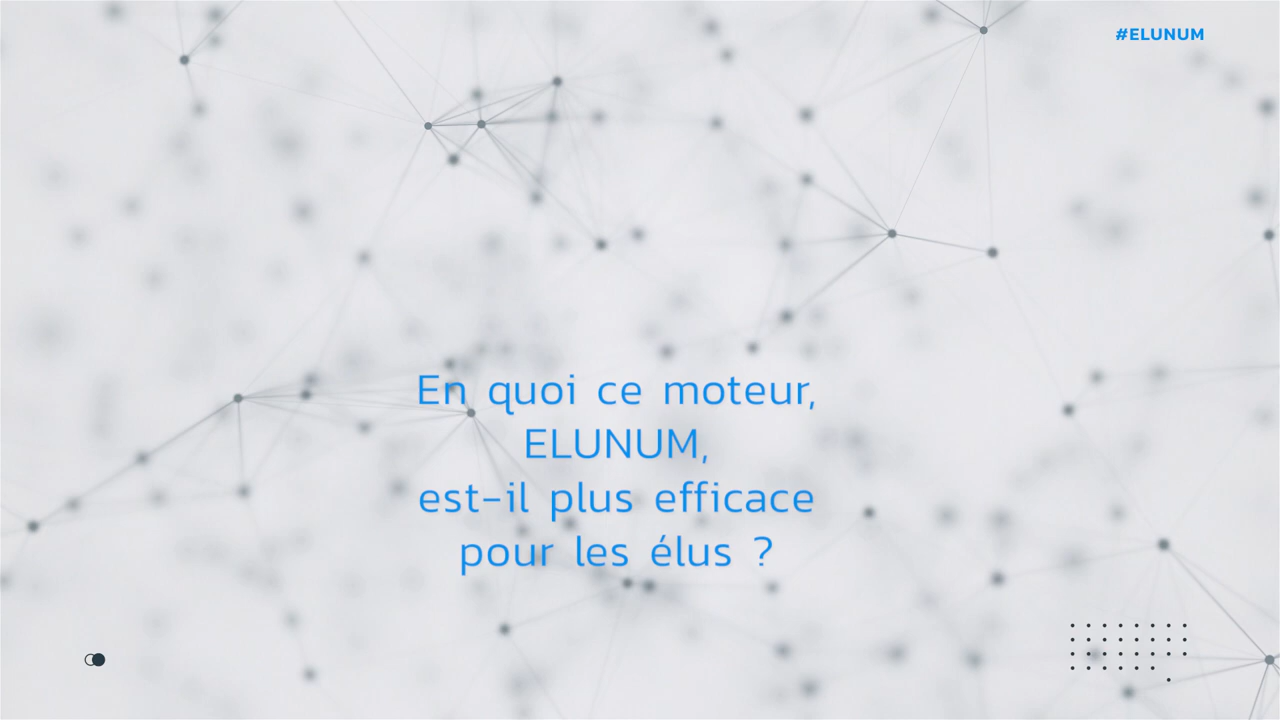 #ELUNUM
En quoi ce moteur,
ELUNUM,
est-il plus efficace
pour les élus ?